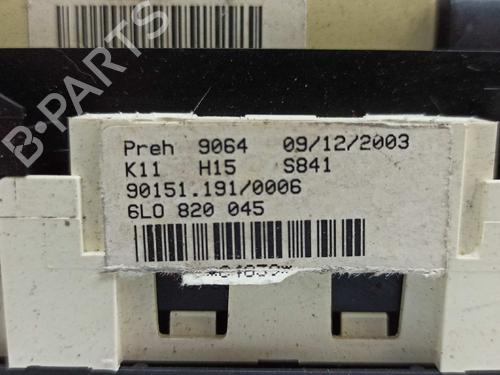 Preh 9064 09/12/2003
K11 H15 S841
90151.191/0006
6L0 820 045
B-PARTS